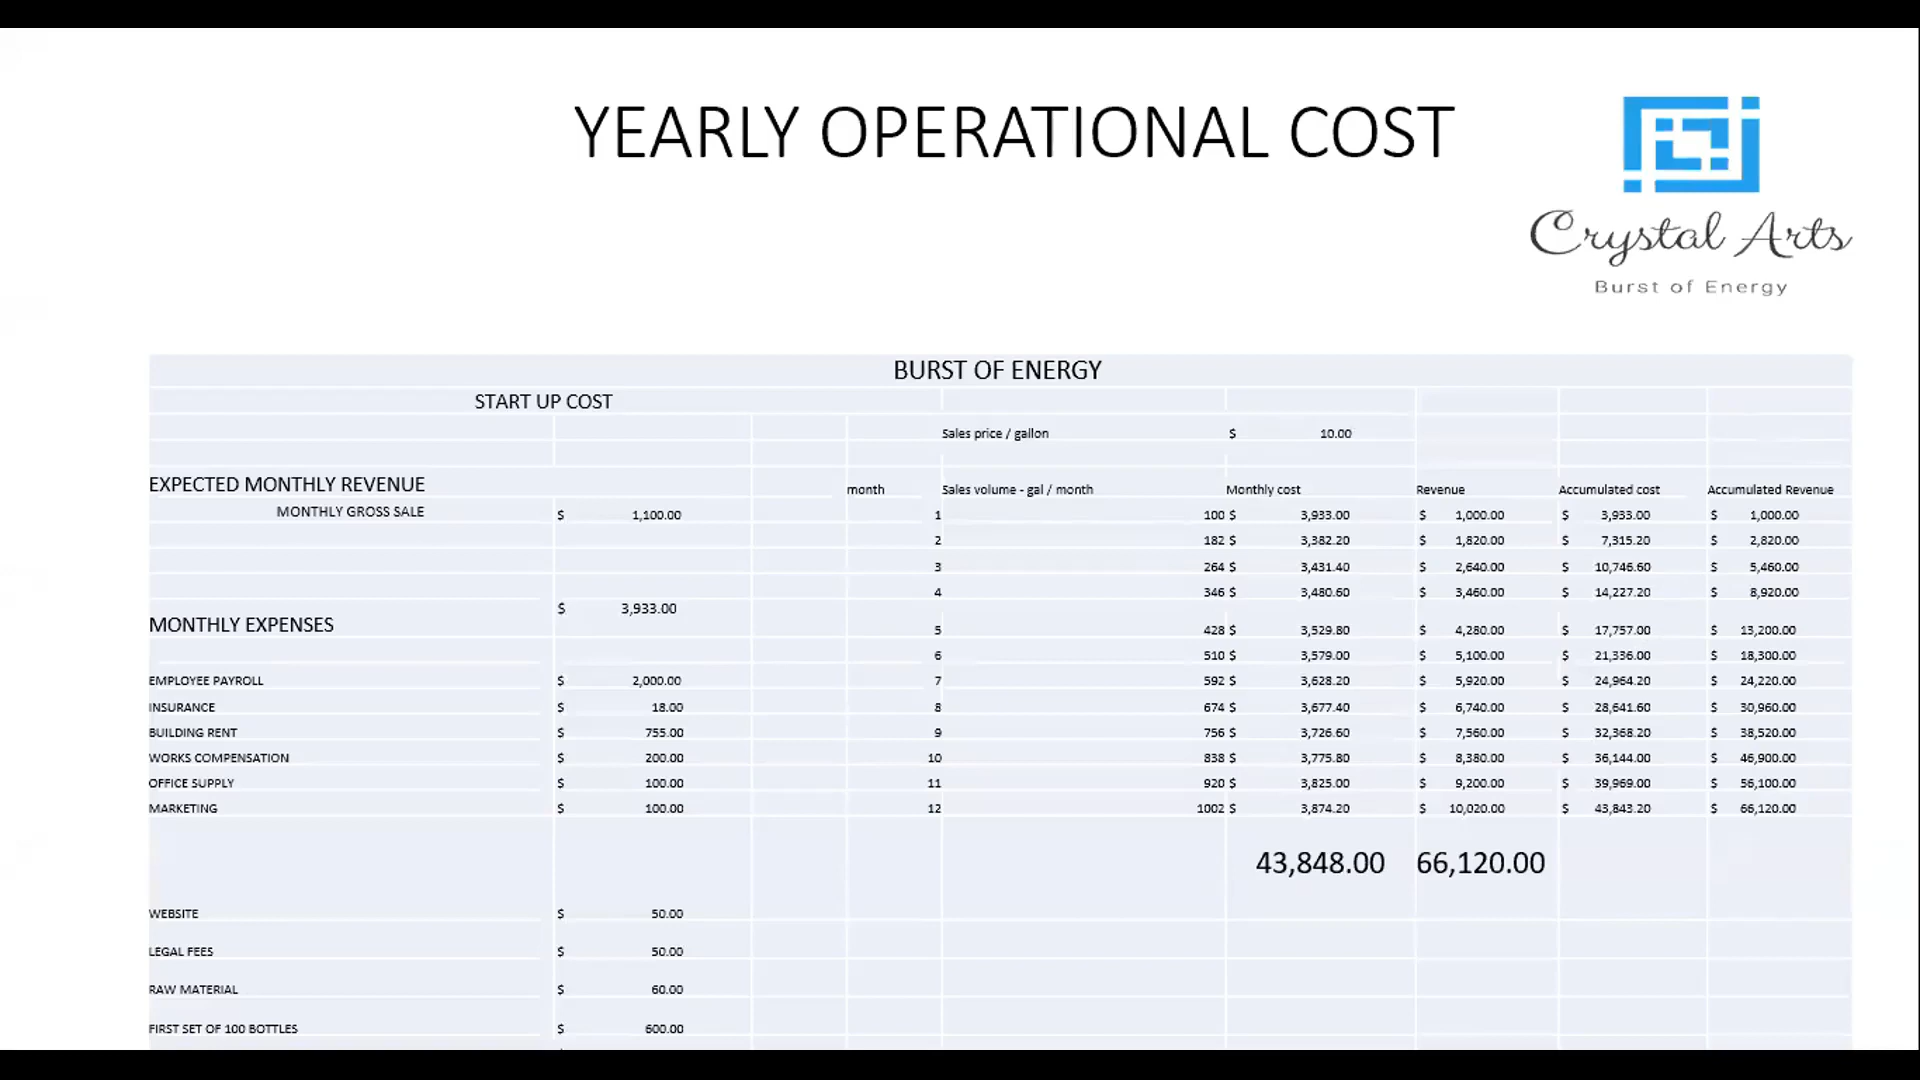 YEARLY OPERATIONAL COST
Crystal Arts
Burst of Energy
BURST OF ENERGY
START UP COST
Sales price / gallon $ 10.00
EXPECTED MONTHLY REVENUE
month Sales volume - gal / month Monthly cost Revenue Accumulated cost Accumulated Revenue
MONTHLY GROSS SALE $ 1,100.00 1 100 $ 3,933.00 $ 1,000.00 $ 3,933.00 $ 1,000.00
2 182 $ 3,382.20 $ 1,820.00 $ 7,315.20 $ 2,820.00
3 264 $ 3,431.40 $ 2,640.00 $ 10,746.60 $ 5,460.00
4 346 $ 3,480.60 $ 3,460.00 $ 14,227.20 $ 8,920.00
$ 3,933.00
MONTHLY EXPENSES 5 428 $ 3,529.80 $ 4,280.00 $ 17,757.00 $ 13,200.00
6 510 $ 3,579.00 $ 5,100.00 $ 21,336.00 $ 18,300.00
EMPLOYEE PAYROLL $ 2,000.00 7 592 $ 3,628.20 $ 5,920.00 $ 24,964.20 $ 24,220.00
INSURANCE $ 18.00 8 674 $ 3,677.40 $ 6,740.00 $ 28,641.60 $ 30,960.00
BUILDING RENT $ 755.00 9 756 $ 3,726.60 $ 7,560.00 $ 32,368.20 $ 38,520.00
WORKS COMPENSATION $ 200.00 10 838 $ 3,775.80 $ 8,380.00 $ 36,144.00 $ 46,900.00
OFFICE SUPPLY $ 100.00 11 920 $ 3,825.00 $ 9,200.00 $ 39,969.00 $ 56,100.00
MARKETING $ 100.00 12 1002 $ 3,874.20 $ 10,020.00 $ 43,843.20 $ 66,120.00
43,848.00 66,120.00
WEBSITE $ 50.00
LEGAL FEES $ 50.00
RAW MATERIAL $ 60.00
FIRST SET OF 100 BOTTLES $ 600.00